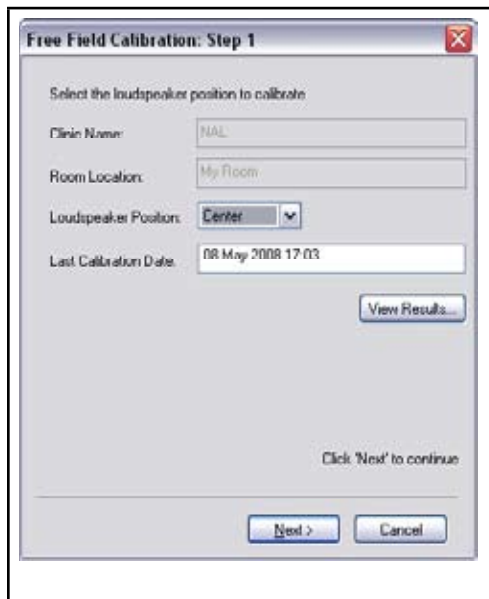 Free Field Calibration: Step 1
Select the loudspeaker position to calibrate
Clinic Name: NAL
Room Location: My Room
Loudspeaker Position: Center
Last Calibration Date: 08 May 2008 17:03
View Results...
Click 'Next' to continue
Next > Cancel